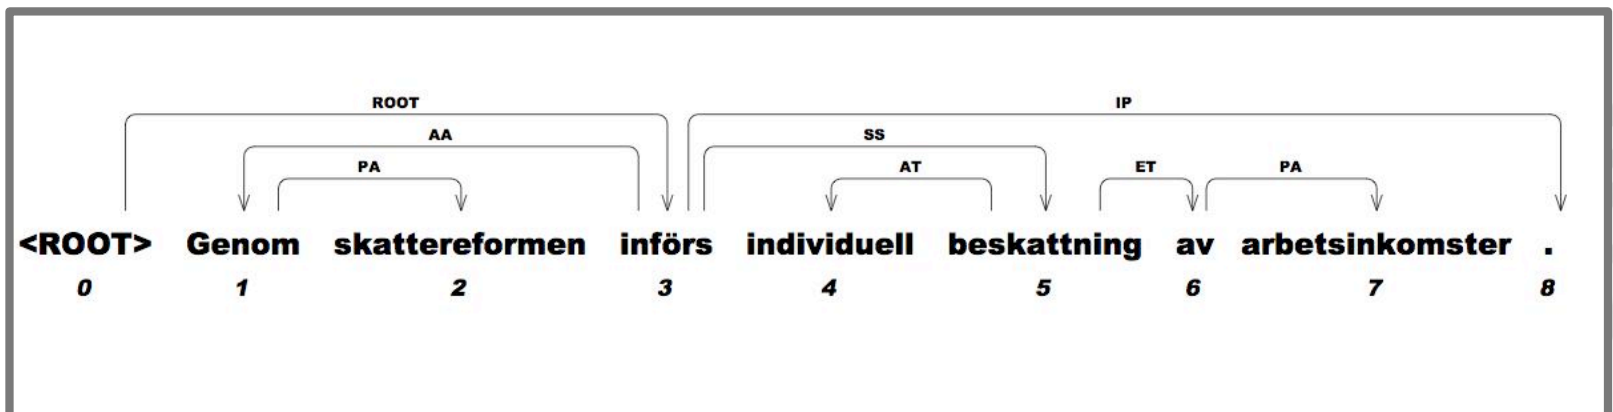 ROOT IP
AA SS
PA AT ET PA
<ROOT> Genom skattereformen införs individuell beskattning av arbetsinkomster .
0 1 2 3 4 5 6 7 8